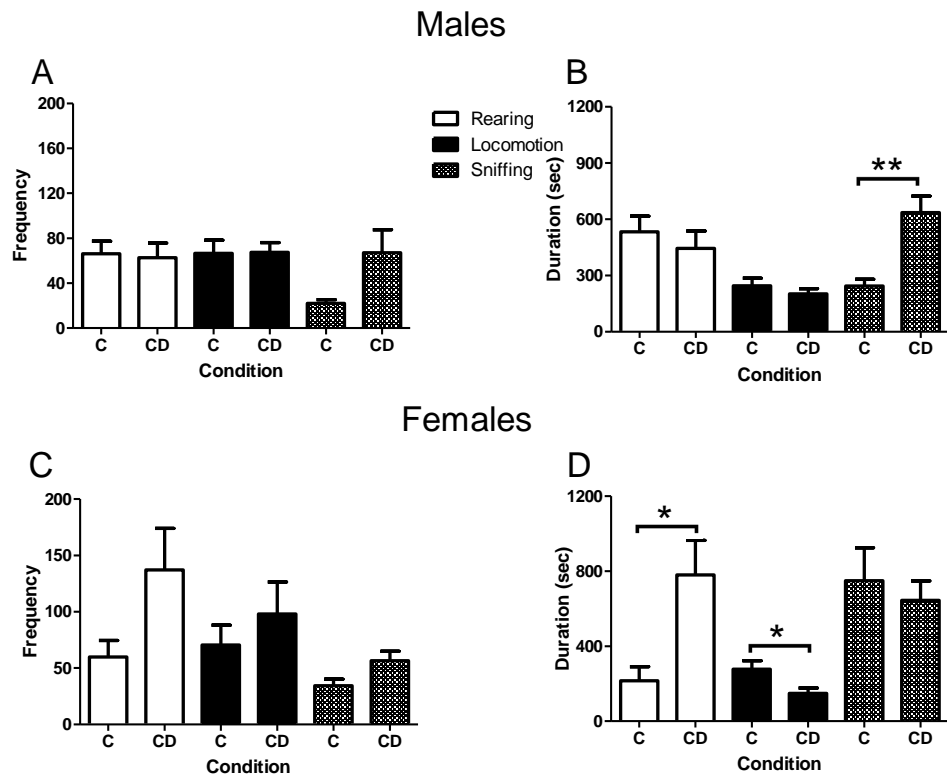 Males
A
200
160
120
80
40
0
Frequency
C CD C CD C CD
Condition
Rearing
Locomotion
Sniffing
B
1200
900
600
300
0
Duration (sec)
**
C CD C CD C CD
Condition
Females
C
200
150
100
50
0
Frequency
C CD C CD C CD
Condition
D
1200
800
400
0
Duration (sec)
*
*
C CD C CD C CD
Condition